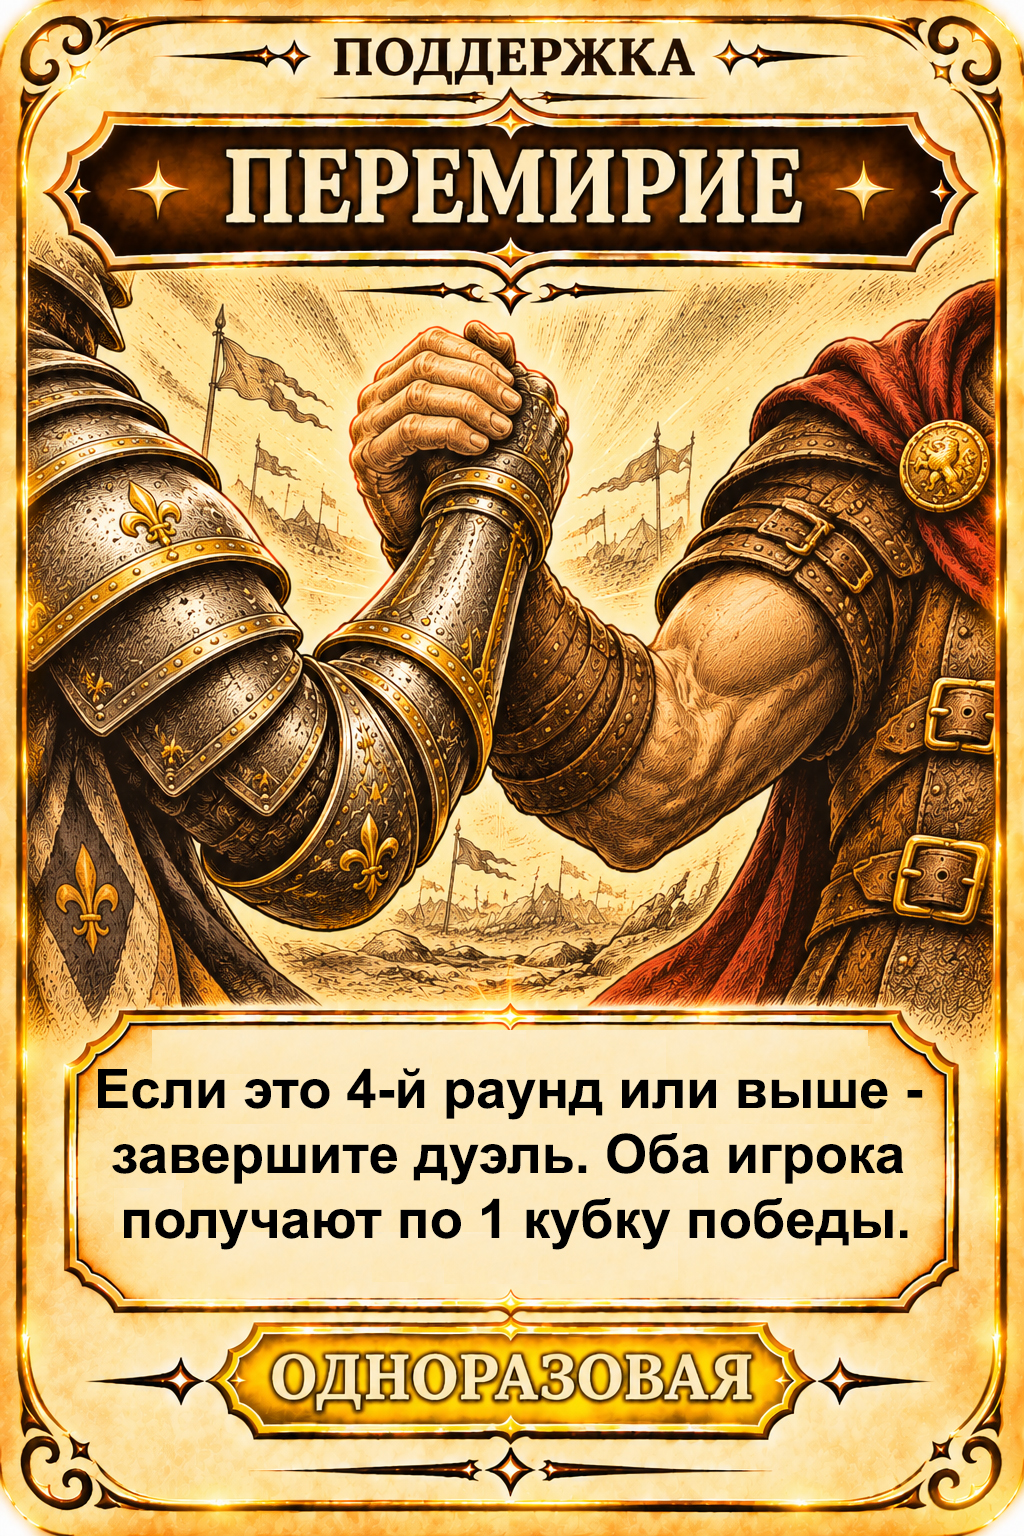 ПОДДЕРЖКА
ПЕРЕМИРИЕ
Если это 4-й раунд или выше -
завершите дуэль. Оба игрока
получают по 1 кубку победы.
ОДНОРАЗОВАЯ